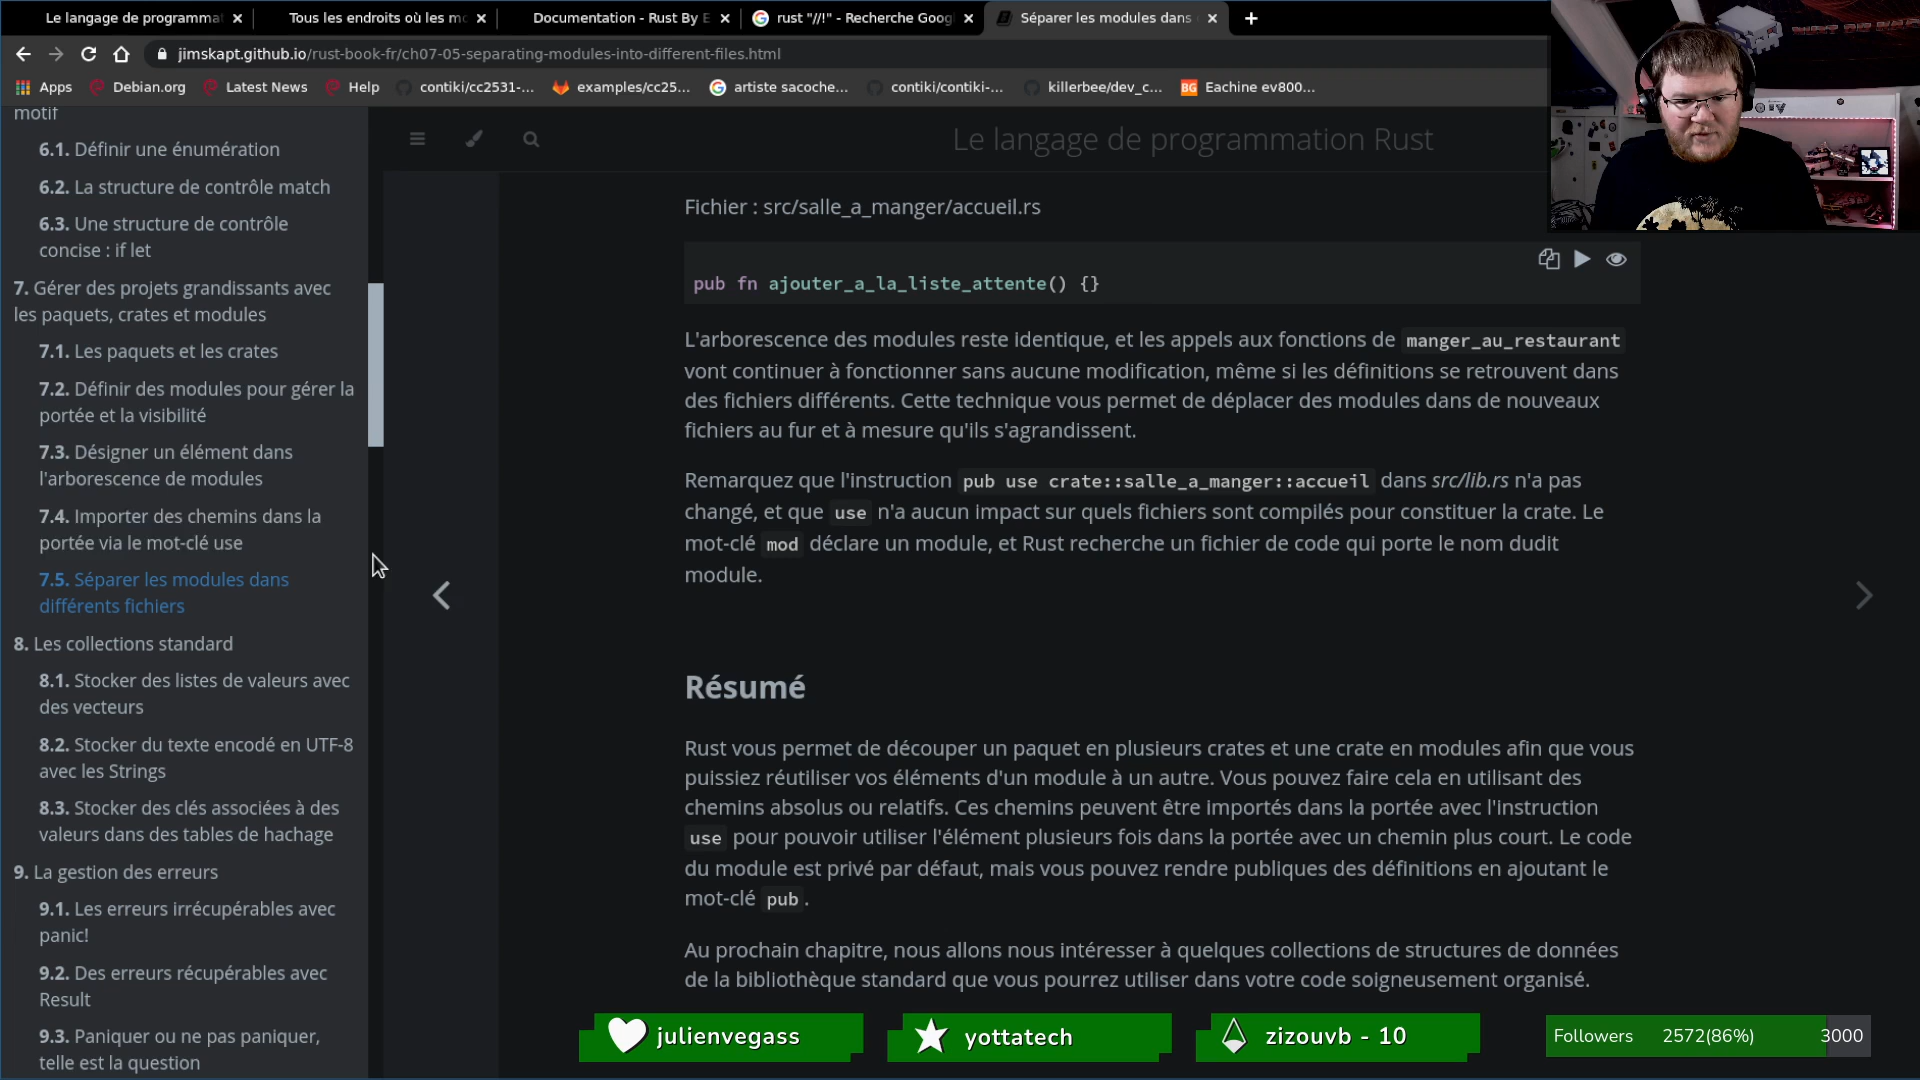 Le langage de programma
Tous les endroits où les m
Documentation - Rust By E
rust "//!" - Recherche Goog
Séparer les modules dans
jimskapt.github.io/rust-book-fr/ch07-05-separating-modules-into-different-files.html
Apps
Debian.org
Latest News
Help
contiki/cc2531-...
examples/cc25...
artiste sacoche...
contiki/contiki-...
killerbee/dev_c...
Eachine ev800...
motif
6.1. Définir une énumération
6.2. La structure de contrôle match
6.3. Une structure de contrôle
concise : if let
7. Gérer des projets grandissants avec
les paquets, crates et modules
7.1. Les paquets et les crates
7.2. Définir des modules pour gérer la
portée et la visibilité
7.3. Désigner un élément dans
l'arborescence de modules
7.4. Importer des chemins dans la
portée via le mot-clé use
7.5. Séparer les modules dans
différents fichiers
8. Les collections standard
8.1. Stocker des listes de valeurs avec
des vecteurs
8.2. Stocker du texte encodé en UTF-8
avec les Strings
8.3. Stocker des clés associées à des
valeurs dans des tables de hachage
9. La gestion des erreurs
9.1. Les erreurs irrécupérables avec
panic!
9.2. Des erreurs récupérables avec
Result
9.3. Paniquer ou ne pas paniquer,
telle est la question
Le langage de programmation Rust
Fichier : src/salle_a_manger/accueil.rs
pub fn ajouter_a_la_liste_attente() {}
L'arborescence des modules reste identique, et les appels aux fonctions de manger_au_restaurant
vont continuer à fonctionner sans aucune modification, même si les définitions se retrouvent dans
des fichiers différents. Cette technique vous permet de déplacer des modules dans de nouveaux
fichiers au fur et à mesure qu'ils s'agrandissent.
Remarquez que l'instruction pub use crate::salle_a_manger::accueil dans src/lib.rs n'a pas
changé, et que use n'a aucun impact sur quels fichiers sont compilés pour constituer la crate. Le
mot-clé mod déclare un module, et Rust recherche un fichier de code qui porte le nom dudit
module.
Résumé
Rust vous permet de découper un paquet en plusieurs crates et une crate en modules afin que vous
puissiez réutiliser vos éléments d'un module à un autre. Vous pouvez faire cela en utilisant des
chemins absolus ou relatifs. Ces chemins peuvent être importés dans la portée avec l'instruction
use pour pouvoir utiliser l'élément plusieurs fois dans la portée avec un chemin plus court. Le code
du module est privé par défaut, mais vous pouvez rendre publiques des définitions en ajoutant le
mot-clé pub.
Au prochain chapitre, nous allons nous intéresser à quelques collections de structures de données
de la bibliothèque standard que vous pourrez utiliser dans votre code soigneusement organisé.
julienvegass
yottatech
zizouvb - 10
Followers 2572(86%) 3000